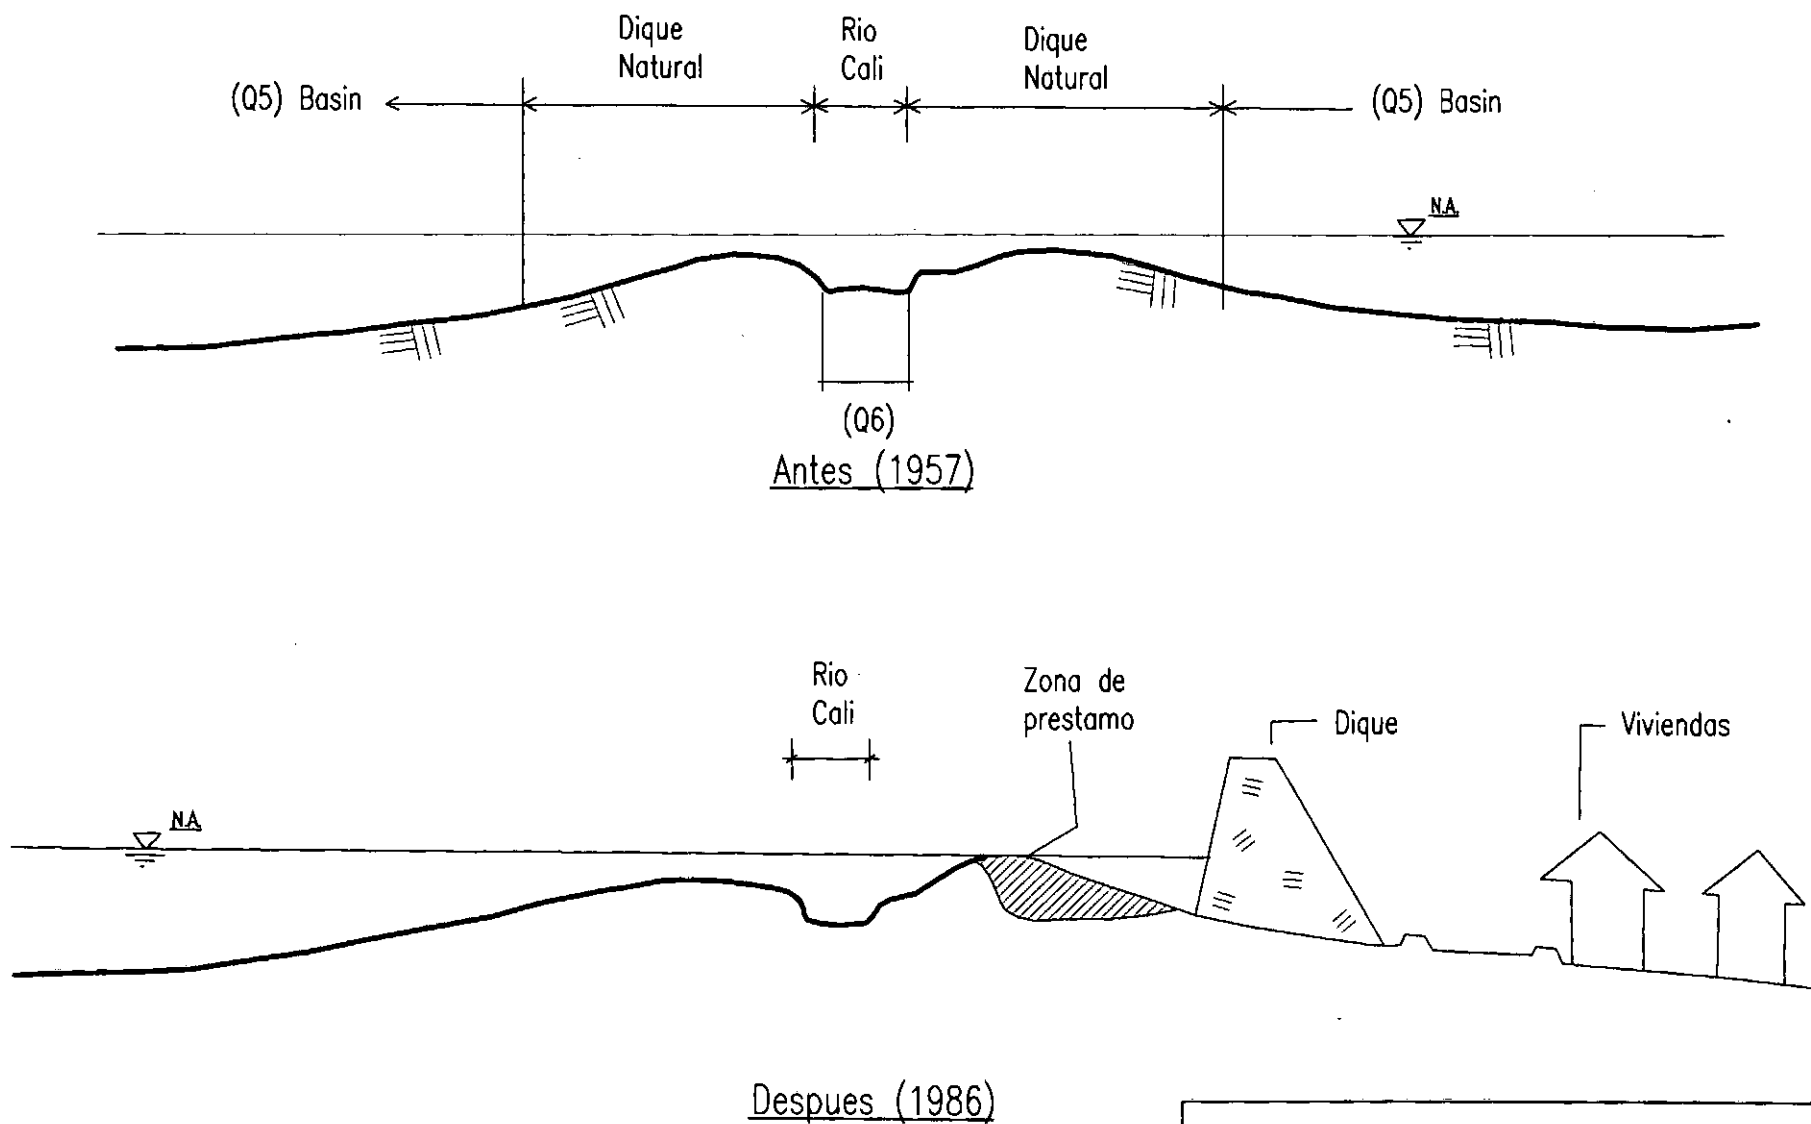 Dique
Natural
Rio
Cali
Dique
Natural
(Q5) Basin
(Q5) Basin
N.A.
(Q6)
Antes (1957)
Rio
Cali
Zona de
prestamo
Dique
Viviendas
N.A.
Despues (1986)